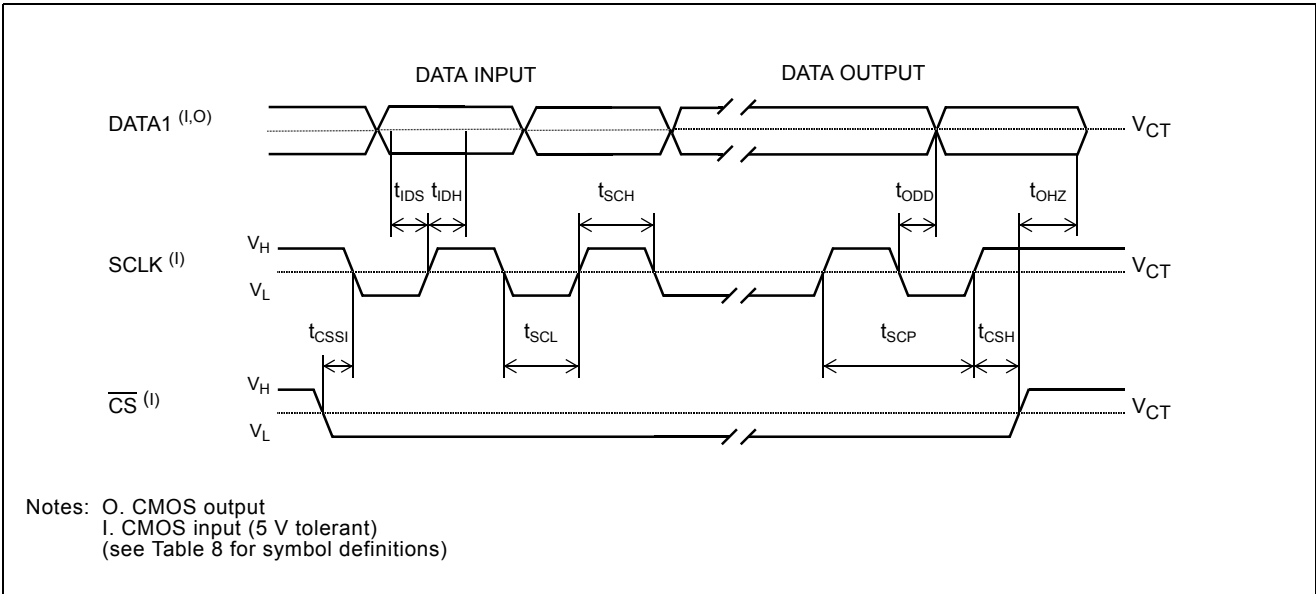 DATA INPUT DATA OUTPUT
DATA1 (I,O) VCT
tIDS tIDH tSCH tODD tOHZ
VH
SCLK (I) VCT
VL
tCSSI tSCL tSCP tCSH
VH
CS (I) VCT
VL
Notes: O. CMOS output
I. CMOS input (5 V tolerant)
(see Table 8 for symbol definitions)